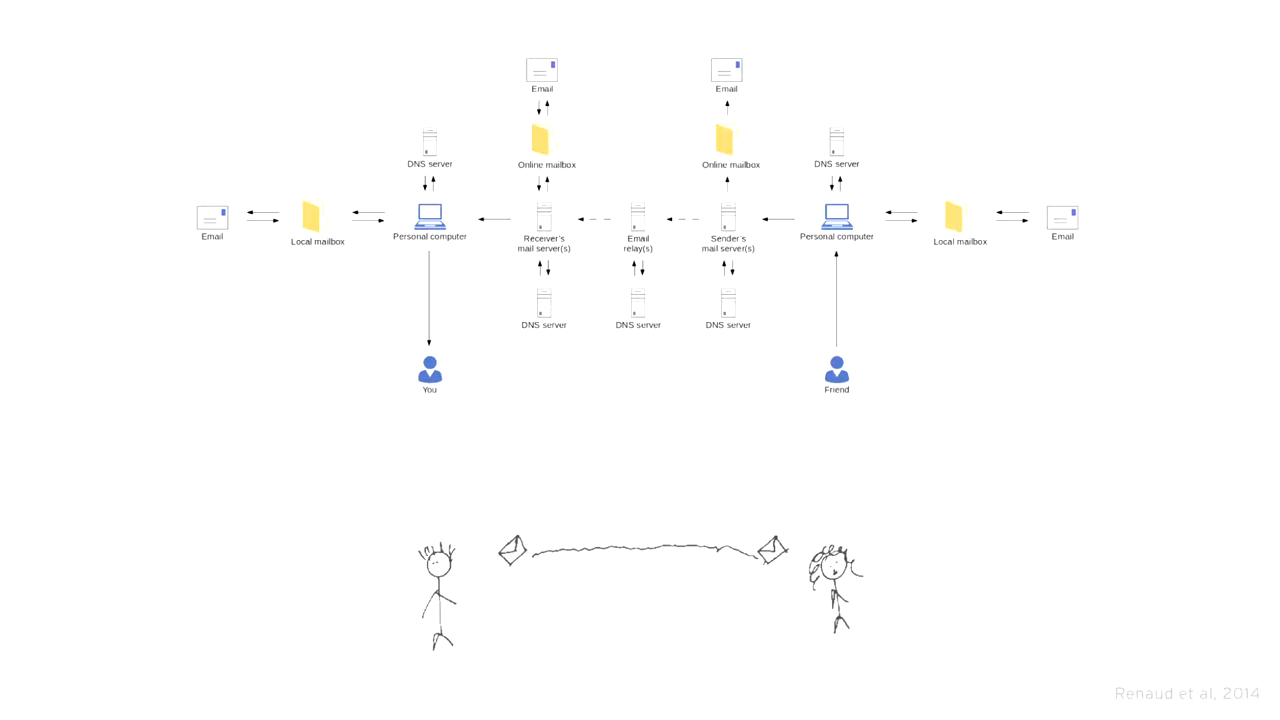 Email
Email
DNS server
Online mailbox
Online mailbox
DNS server
Email
Local mailbox
Personal computer
Receiver's
mail server(s)
Email
relay(s)
Sender's
mail server(s)
Personal computer
Local mailbox
Email
DNS server
DNS server
DNS server
You
Friend
Renaud et al, 2014